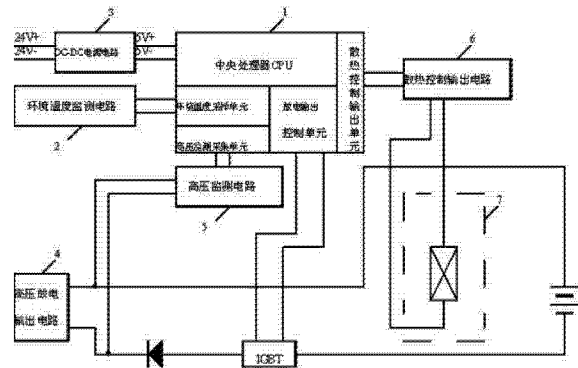 3
1
6
24V+
24V-
DC-DC电源电路
5V+
5V-
中央处理器CPU
散热控制输出单元
散热控制输出电路
环境温度监测电路
环境温度采样单元
放电输出
控制单元
高压监测采集单元
2
高压监测电路
5
7
4
高压放电
输出电路
IGBT